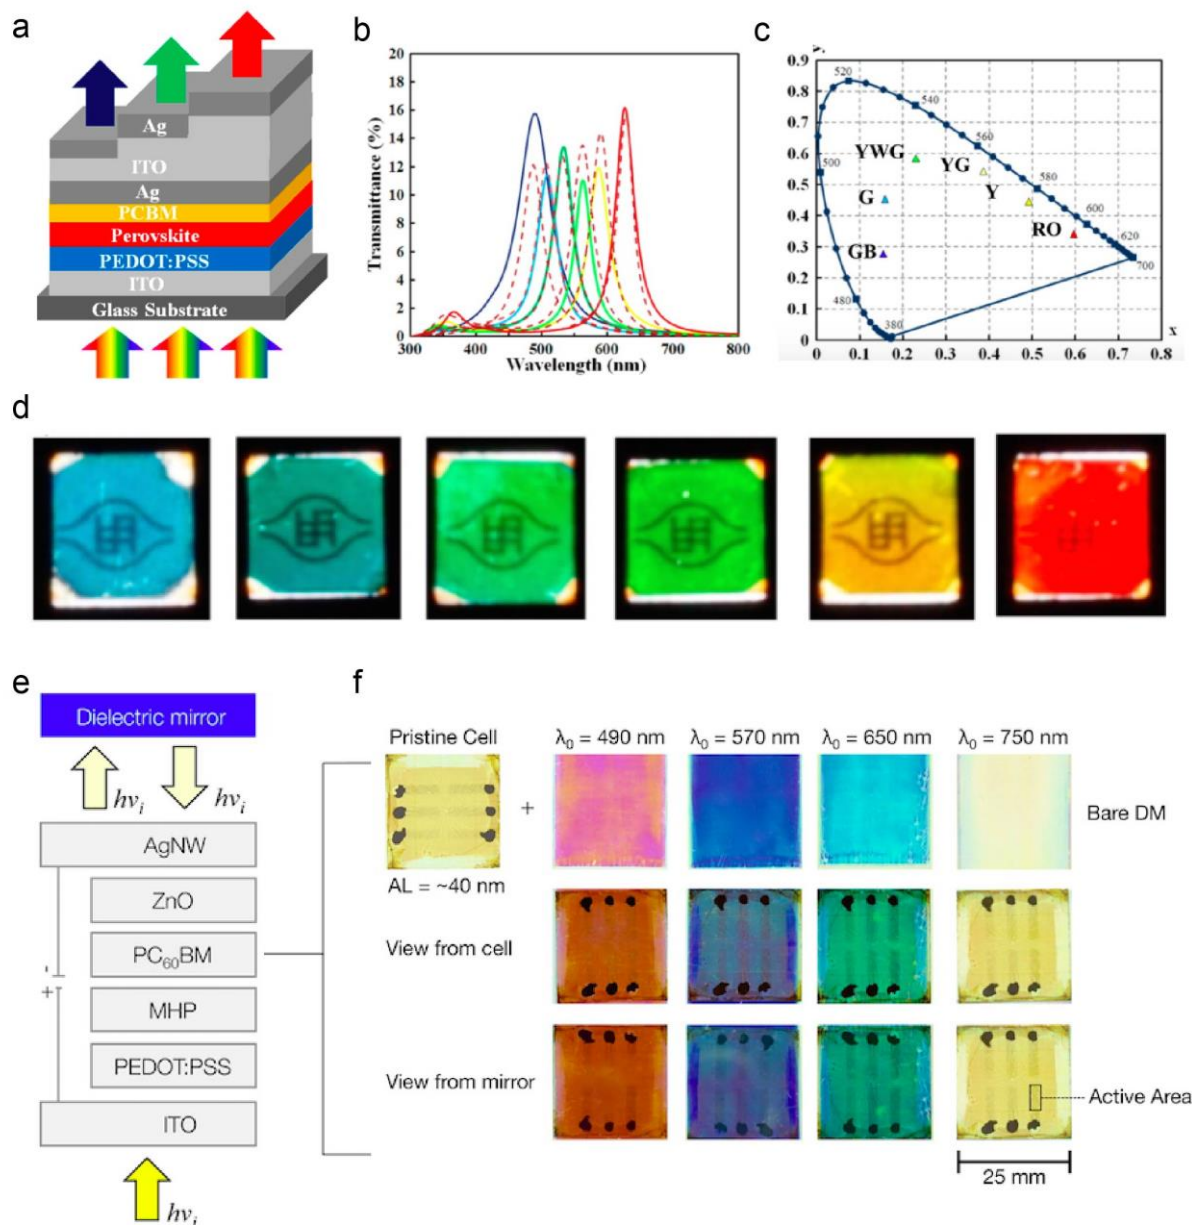 a
Ag
ITO
Ag
PCBM
Perovskite
PEDOT:PSS
ITO
Glass Substrate
b
Transmittance (%)
20
18
16
14
12
10
8
6
4
2
0
300 400 500 600 700 800
Wavelength (nm)
c
0.9
0.8
0.7
0.6
0.5
0.4
0.3
0.2
0.1
0
520
540
560
580
600
620
700
500
480
380
YWG
YG
G
Y
RO
GB
x
0 0.1 0.2 0.3 0.4 0.5 0.6 0.7 0.8
d
e
Dielectric mirror
hvᵢ hvᵢ
AgNW
ZnO
PC₆₀BM
MHP
PEDOT:PSS
ITO
-
+
hvᵢ
f
Pristine Cell
+
AL = ~40 nm
λ₀ = 490 nm λ₀ = 570 nm λ₀ = 650 nm λ₀ = 750 nm
Bare DM
View from cell
View from mirror
Active Area
25 mm